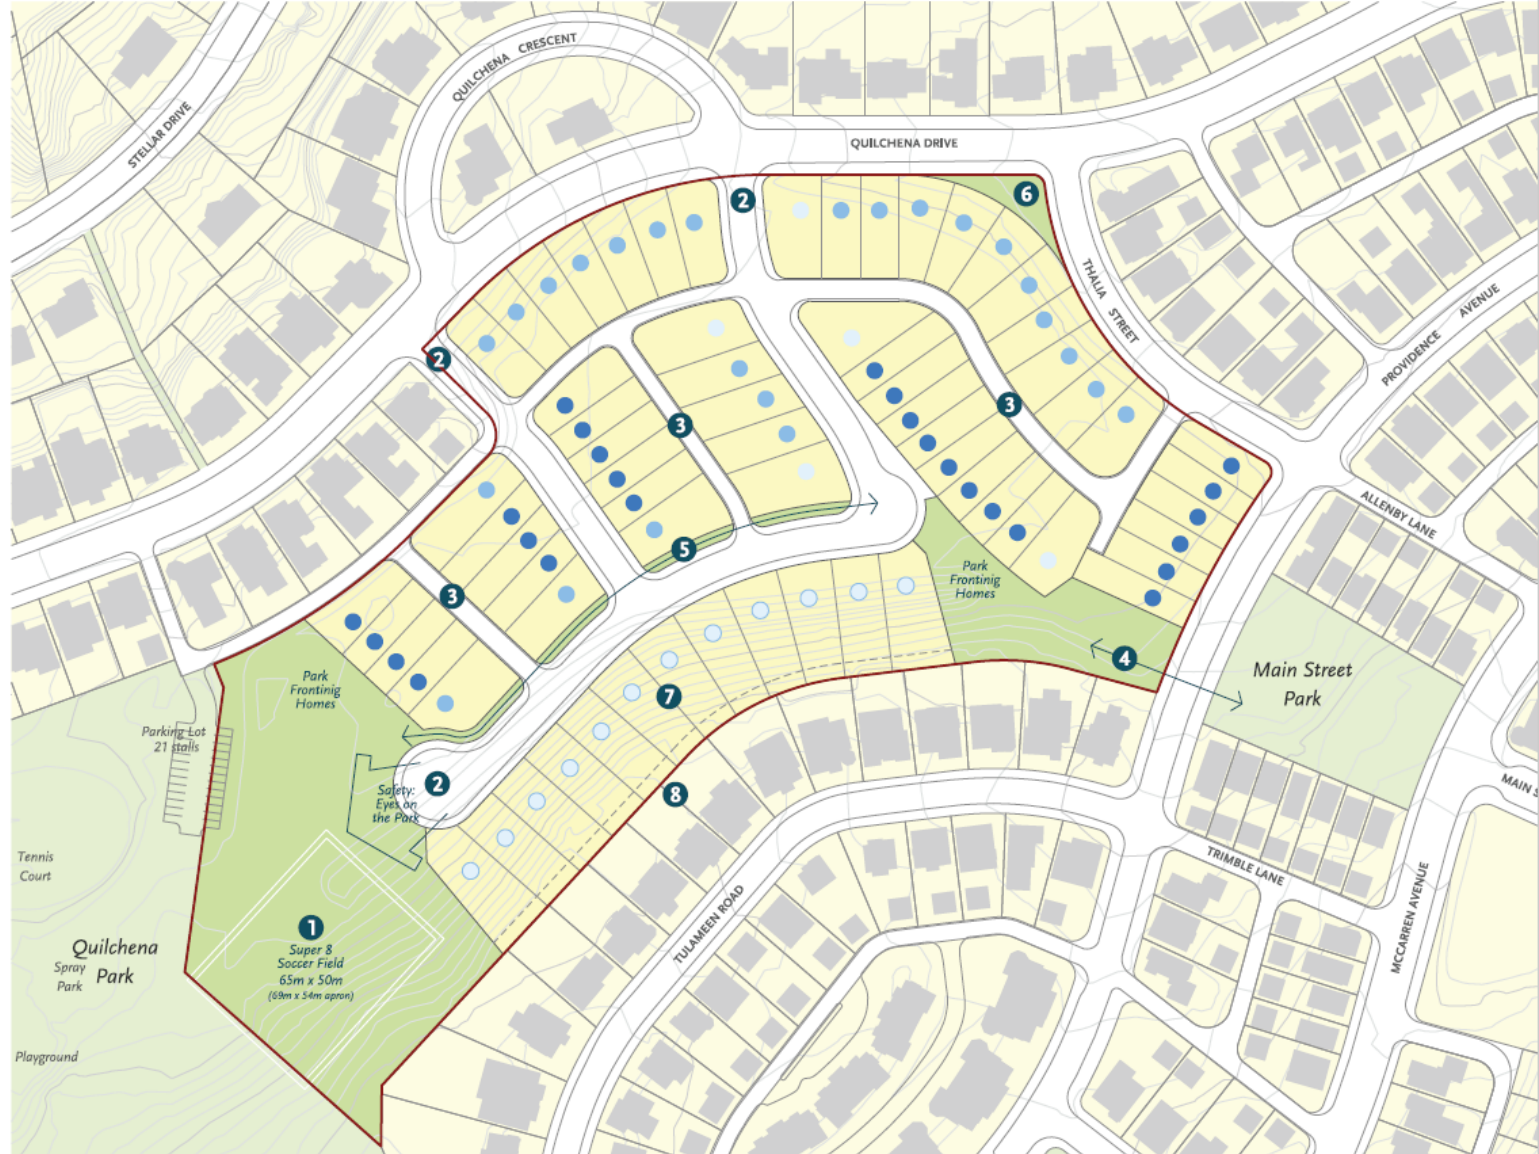 QUILCHENA CRESCENT
STELLAR DRIVE
QUILCHENA DRIVE
6
2
THALIA STREET
PROVIDENCE AVENUE
2
3
3
ALLENBY LANE
5
Park
Frontinig
Homes
3
4
Main Street
Park
Park
Frontinig
Homes
7
Parking Lot
21 stalls
2
Safety:
Eyes on
the Park
8
MAIN S
Tennis
Court
TRIMBLE LANE
TULAMEEN ROAD
MCCARREN AVENUE
1
Super 8
Soccer Field
65m x 50m
(69m x 54m apron)
Quilchena
Park
Spray
Park
Playground